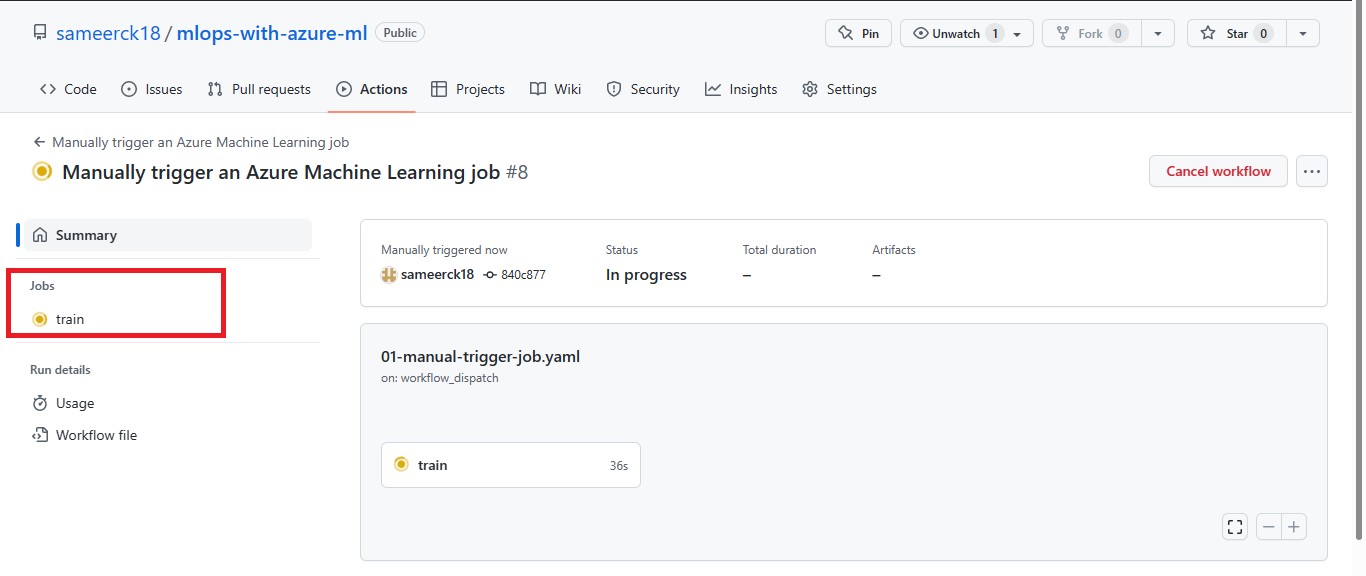 sameerck18 / mlops-with-azure-ml Public
Pin Unwatch 1 Fork 0 Star 0
Code Issues Pull requests Actions Projects Wiki Security Insights Settings
Manually trigger an Azure Machine Learning job
Manually trigger an Azure Machine Learning job #8
Cancel workflow
Summary
Jobs
train
Run details
Usage
Workflow file
Manually triggered now Status Total duration Artifacts
sameerck18 840c877 In progress – –
01-manual-trigger-job.yaml
on: workflow_dispatch
train 36s